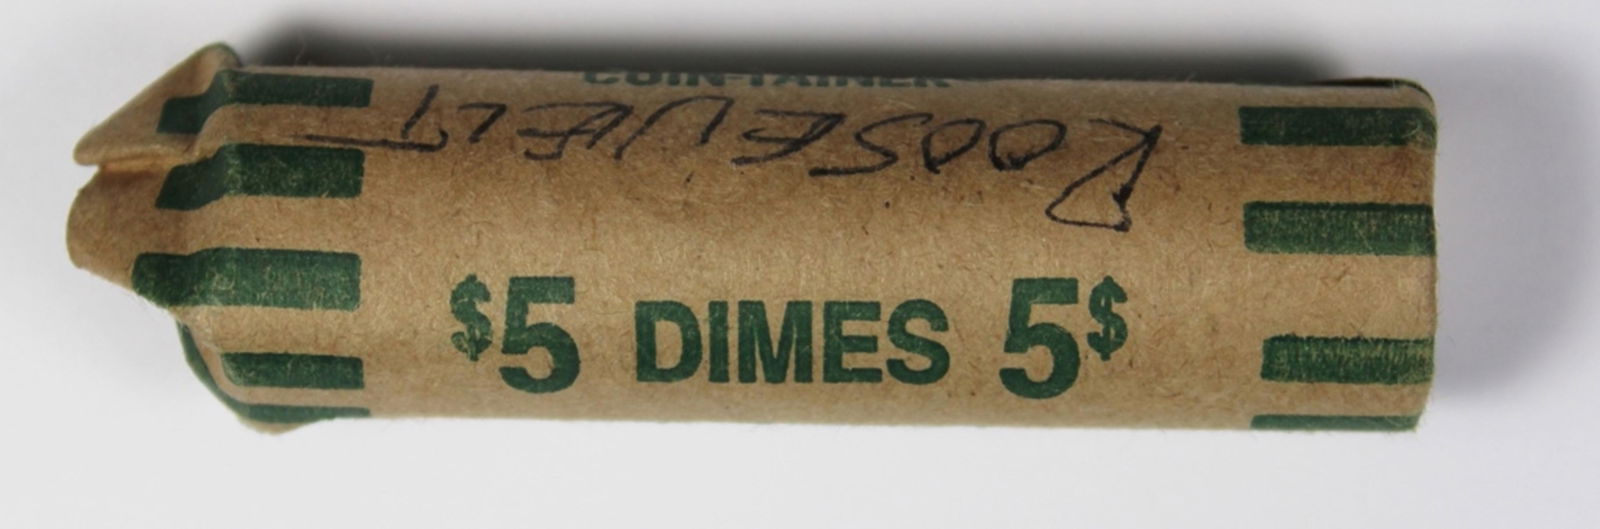 COIN-TAINER
ROOSEVELT
$5 DIMES 5$